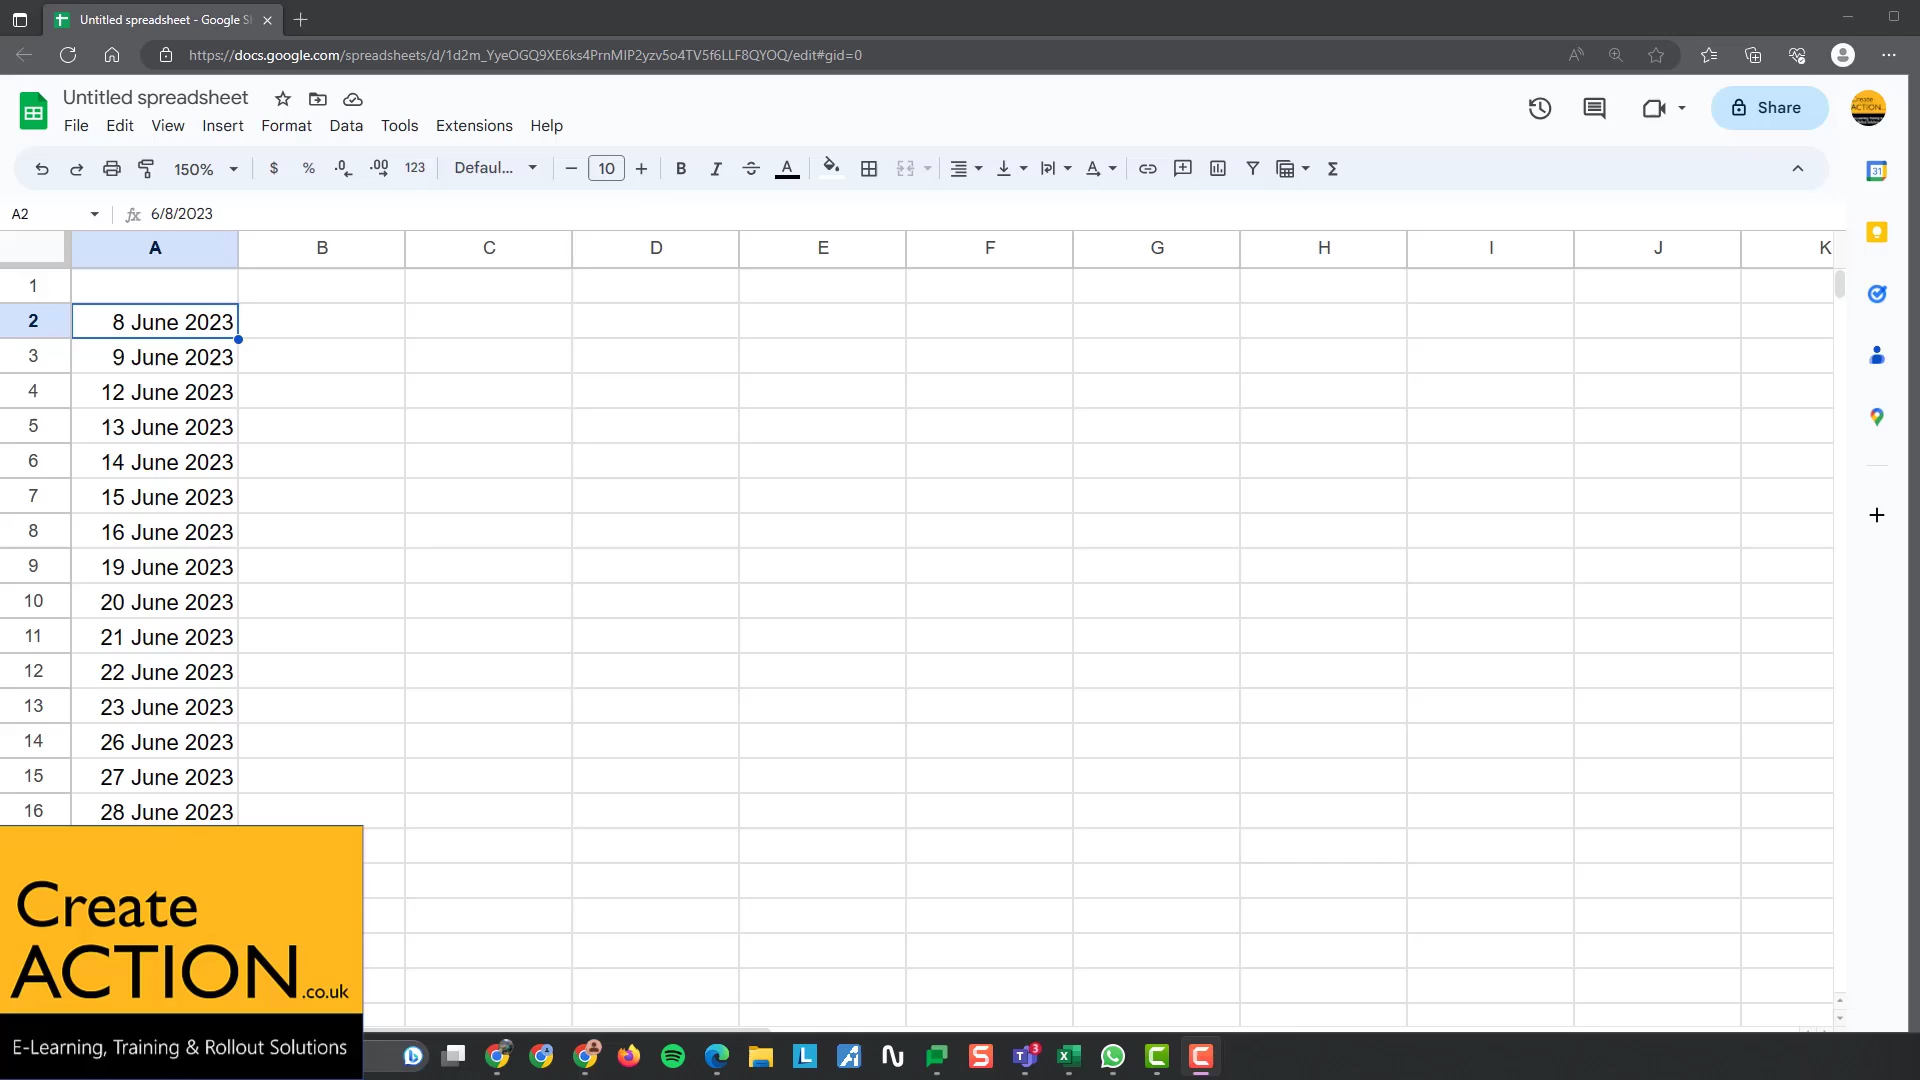 Untitled spreadsheet - Google S
https://docs.google.com/spreadsheets/d/1d2m_YyeOGQ9XE6ks4PrnMIP2yzv5o4TV5f6LLF8QYOQ/edit#gid=0
Untitled spreadsheet
Share
File Edit View Insert Format Data Tools Extensions Help
150% $ % .0 .00 123 Defaul... 10 B I A
A2 fx 6/8/2023
A B C D E F G H I J K
1
2 8 June 2023
3 9 June 2023
4 12 June 2023
5 13 June 2023
6 14 June 2023
7 15 June 2023
8 16 June 2023
9 19 June 2023
10 20 June 2023
11 21 June 2023
12 22 June 2023
13 23 June 2023
14 26 June 2023
15 27 June 2023
16 28 June 2023
Create
ACTION.co.uk
E-Learning, Training & Rollout Solutions